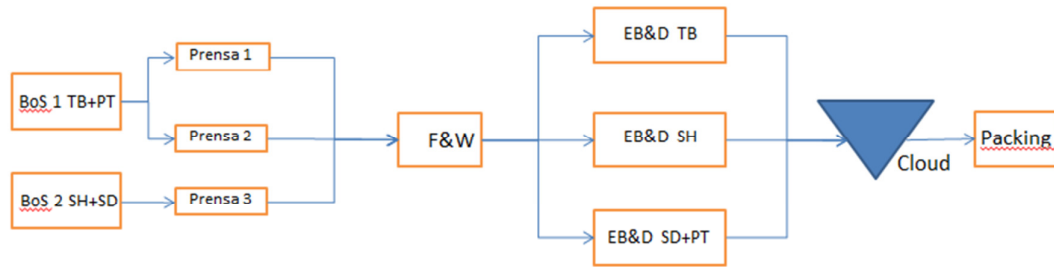 BoS 1 TB+PT
BoS 2 SH+SD
Prensa 1
Prensa 2
Prensa 3
F&W
EB&D TB
EB&D SH
EB&D SD+PT
Cloud
Packing